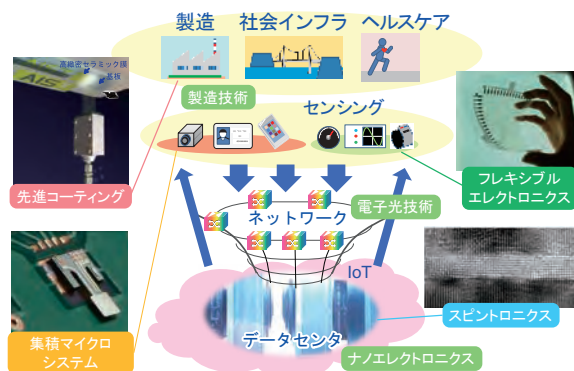 製造 社会インフラ ヘルスケア
高緻密セラミック膜
基板
AIS
製造技術
センシング
先進コーティング
フレキシブル
エレクトロニクス
ネットワーク
電子光技術
IoT
データセンタ
スピントロニクス
集積マイクロ
システム
ナノエレクトロニクス